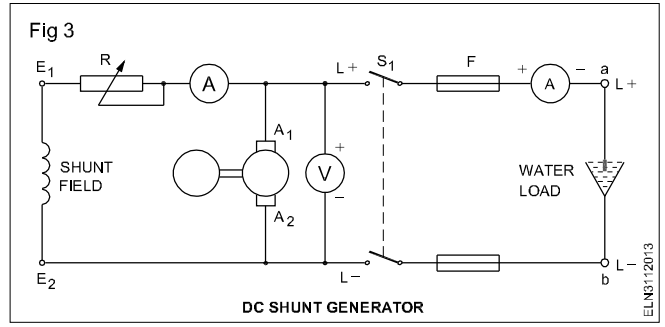 Fig 3
E1
R
A
L+
S1
F
+
A
−
a
L+
SHUNT
FIELD
A1
A2
+
V
−
WATER
LOAD
E2
L−
b
L−
DC SHUNT GENERATOR
ELN3112013